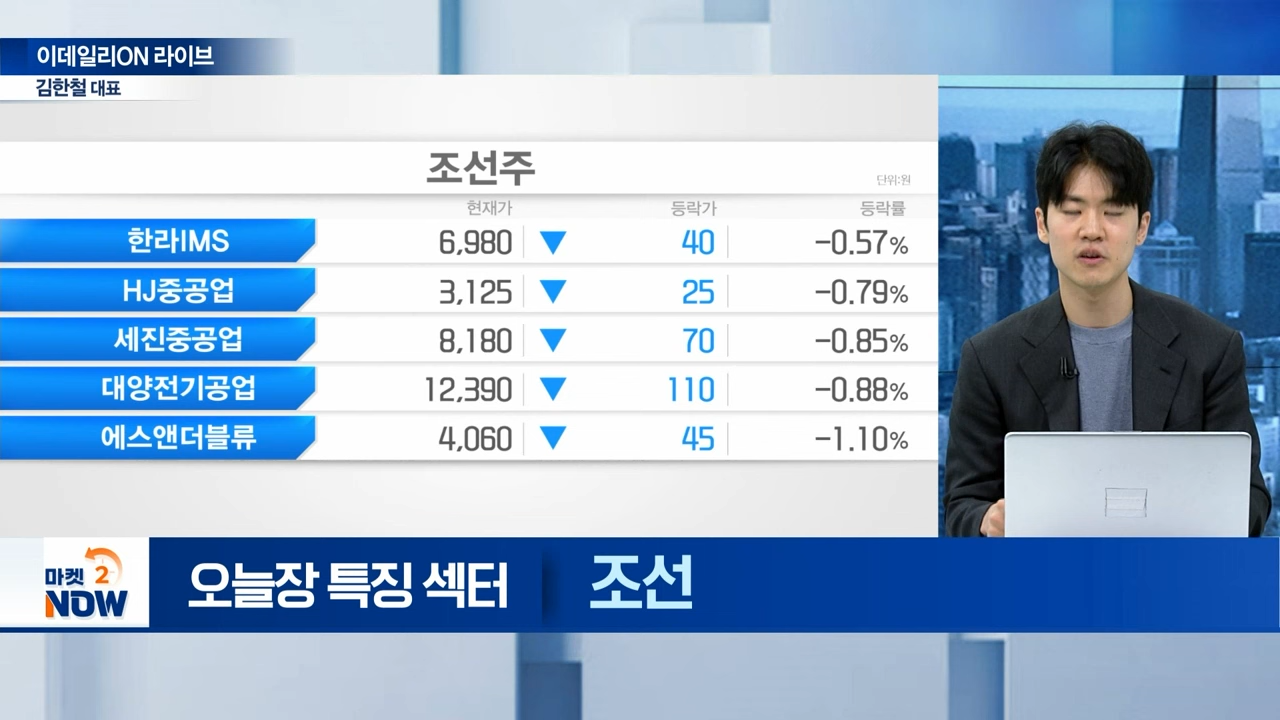 이데일리ON 라이브
김한철 대표
조선주
단위:원
현재가 등락가 등락률
한라IMS 6,980 ▼ 40 -0.57%
HJ중공업 3,125 ▼ 25 -0.79%
세진중공업 8,180 ▼ 70 -0.85%
대양전기공업 12,390 ▼ 110 -0.88%
에스앤더블류 4,060 ▼ 45 -1.10%
마켓 2
NOW
오늘장 특징 섹터 조선